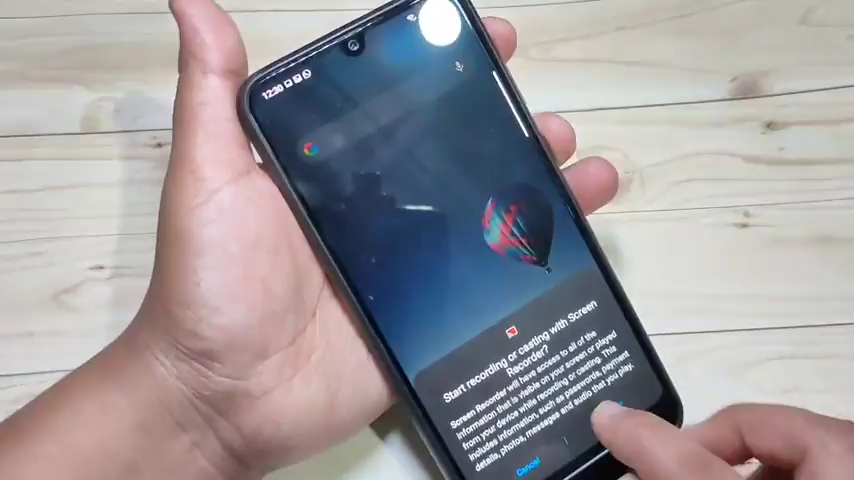 12:30
Start recording or casting with Screen
Recorder?
Screen Recorder will have access to all of the
information that is visible on your screen or played
from your device while recording or casting. This
includes information, such as passwords, payment
details, photos, messages and audio that you play.
Cancel